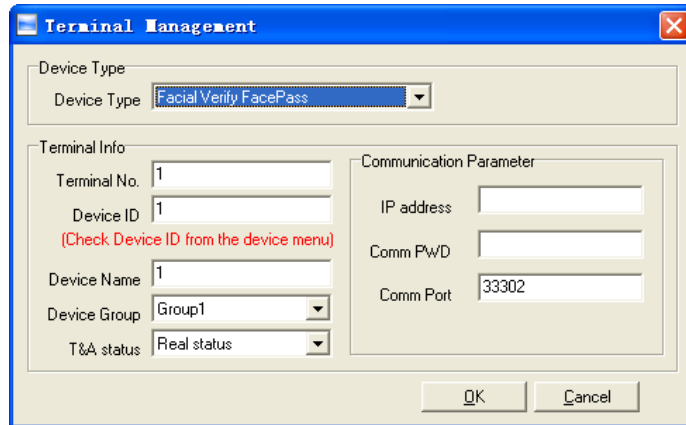 Terminal Management
Device Type
Device Type Facial Verify FacePass
Terminal Info
Terminal No. 1
Device ID 1
(Check Device ID from the device menu)
Device Name 1
Device Group Group1
T&A status Real status
Communication Parameter
IP address
Comm PWD
Comm Port 33302
OK Cancel